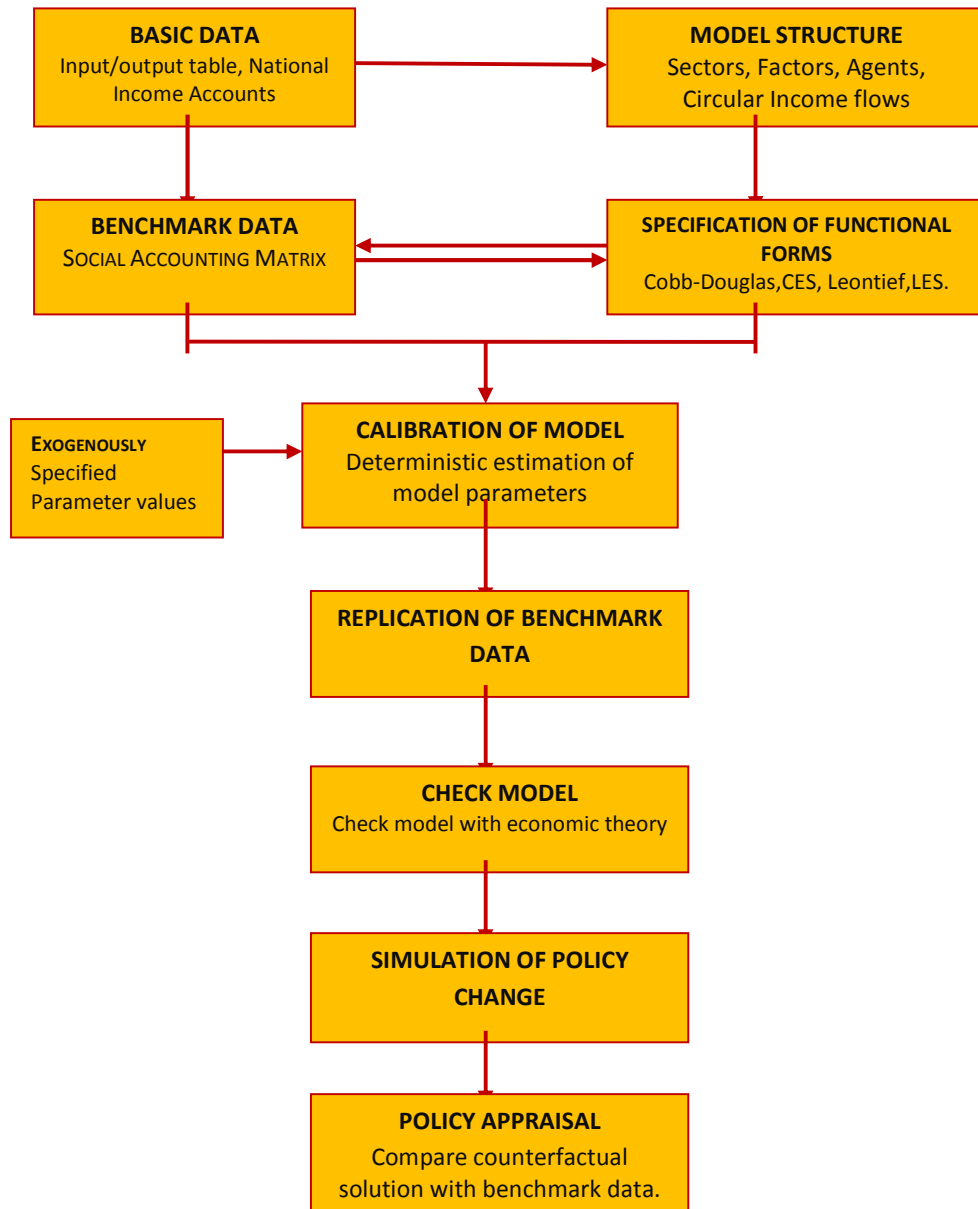 BASIC DATA
Input/output table, National
Income Accounts
MODEL STRUCTURE
Sectors, Factors, Agents,
Circular Income flows
BENCHMARK DATA
SOCIAL ACCOUNTING MATRIX
SPECIFICATION OF FUNCTIONAL
FORMS
Cobb-Douglas,CES, Leontief,LES.
EXOGENOUSLY
Specified
Parameter values
CALIBRATION OF MODEL
Deterministic estimation of
model parameters
REPLICATION OF BENCHMARK
DATA
CHECK MODEL
Check model with economic theory
SIMULATION OF POLICY
CHANGE
POLICY APPRAISAL
Compare counterfactual
solution with benchmark data.